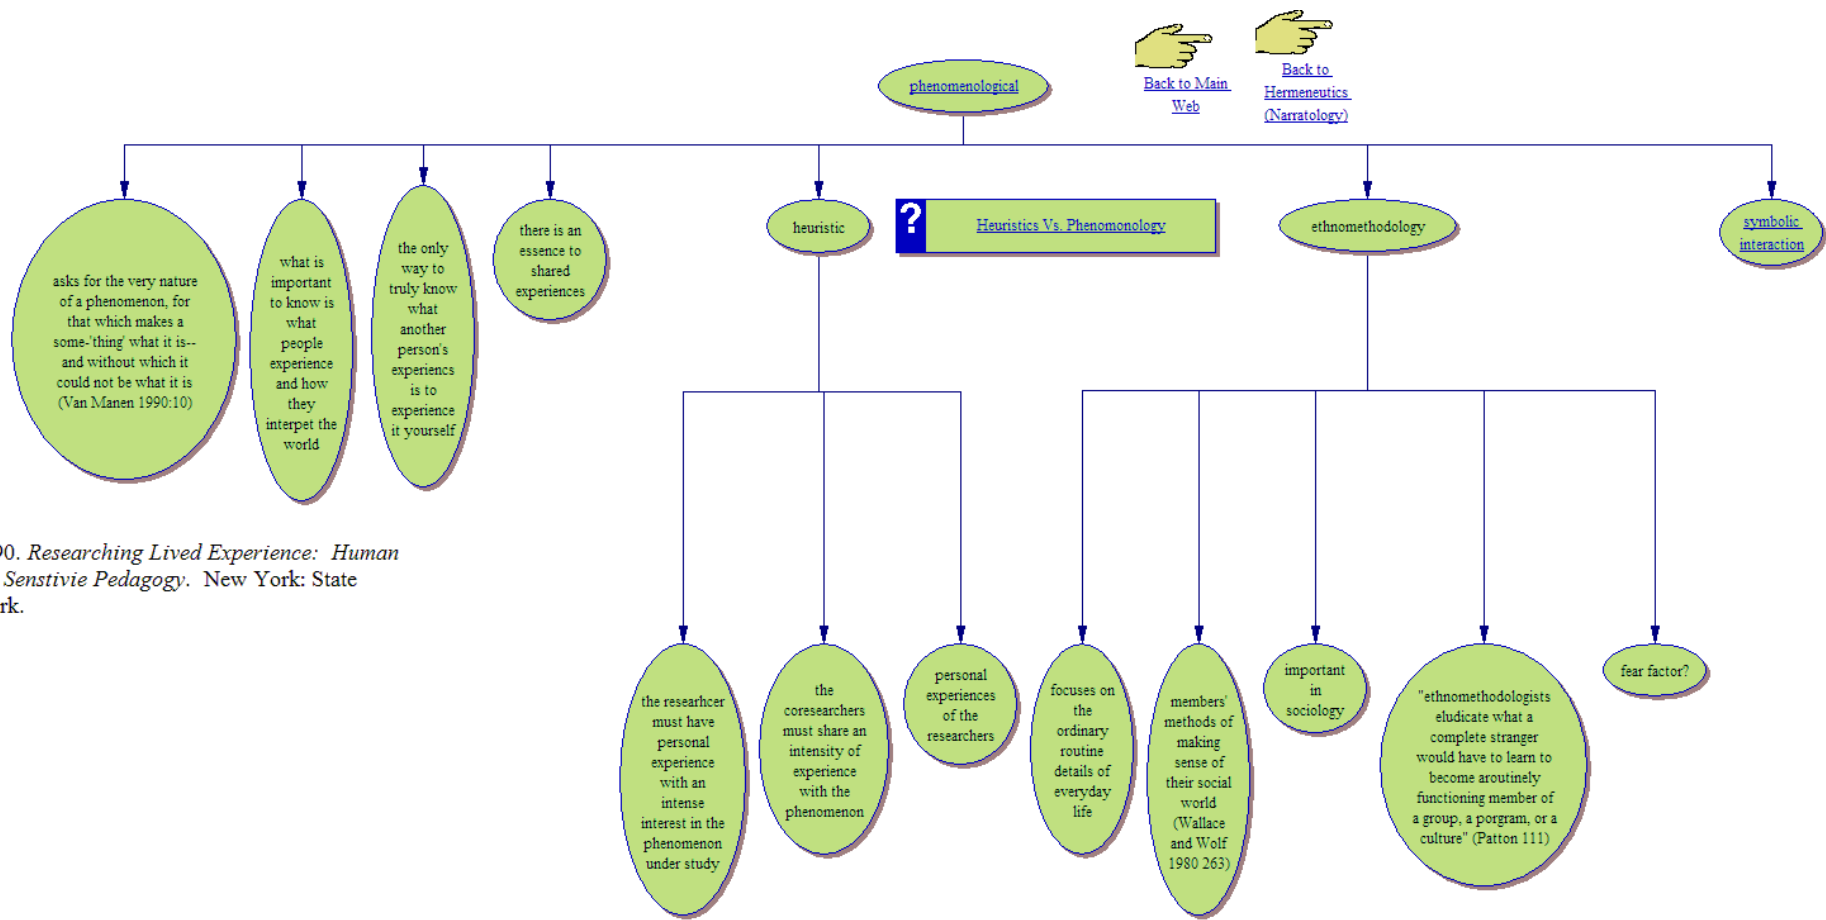 phenomenological
Back to Main
Web
Back to
Hermeneutics
(Narratology)
asks for the very nature
of a phenomenon, for
that which makes a
some-'thing' what it is--
and without which it
could not be what it is
(Van Manen 1990:10)
what is
important
to know is
what
people
experience
and how
they
interpet the
world
the only
way to
truly know
what
another
person's
experiencs
is to
experience
it yourself
there is an
essence to
shared
experiences
heuristic
?
Heuristics Vs. Phenomonology
ethnomethodology
symbolic
interaction
90. Researching Lived Experience: Human
Senstivie Pedagogy. New York: State
rk.
the researhcer
must have
personal
experience
with an
intense
interest in the
phenomenon
under study
the
coresearchers
must share an
intensity of
experience
with the
phenomenon
personal
experiences
of the
researchers
focuses on
the
ordinary
routine
details of
everyday
life
members'
methods of
making
sense of
their social
world
(Wallace
and Wolf
1980 263)
important
in
sociology
"ethnomethodologists
eludicate what a
complete stranger
would have to learn to
become aroutinely
functioning member of
a group, a porgram, or a
culture" (Patton 111)
fear factor?